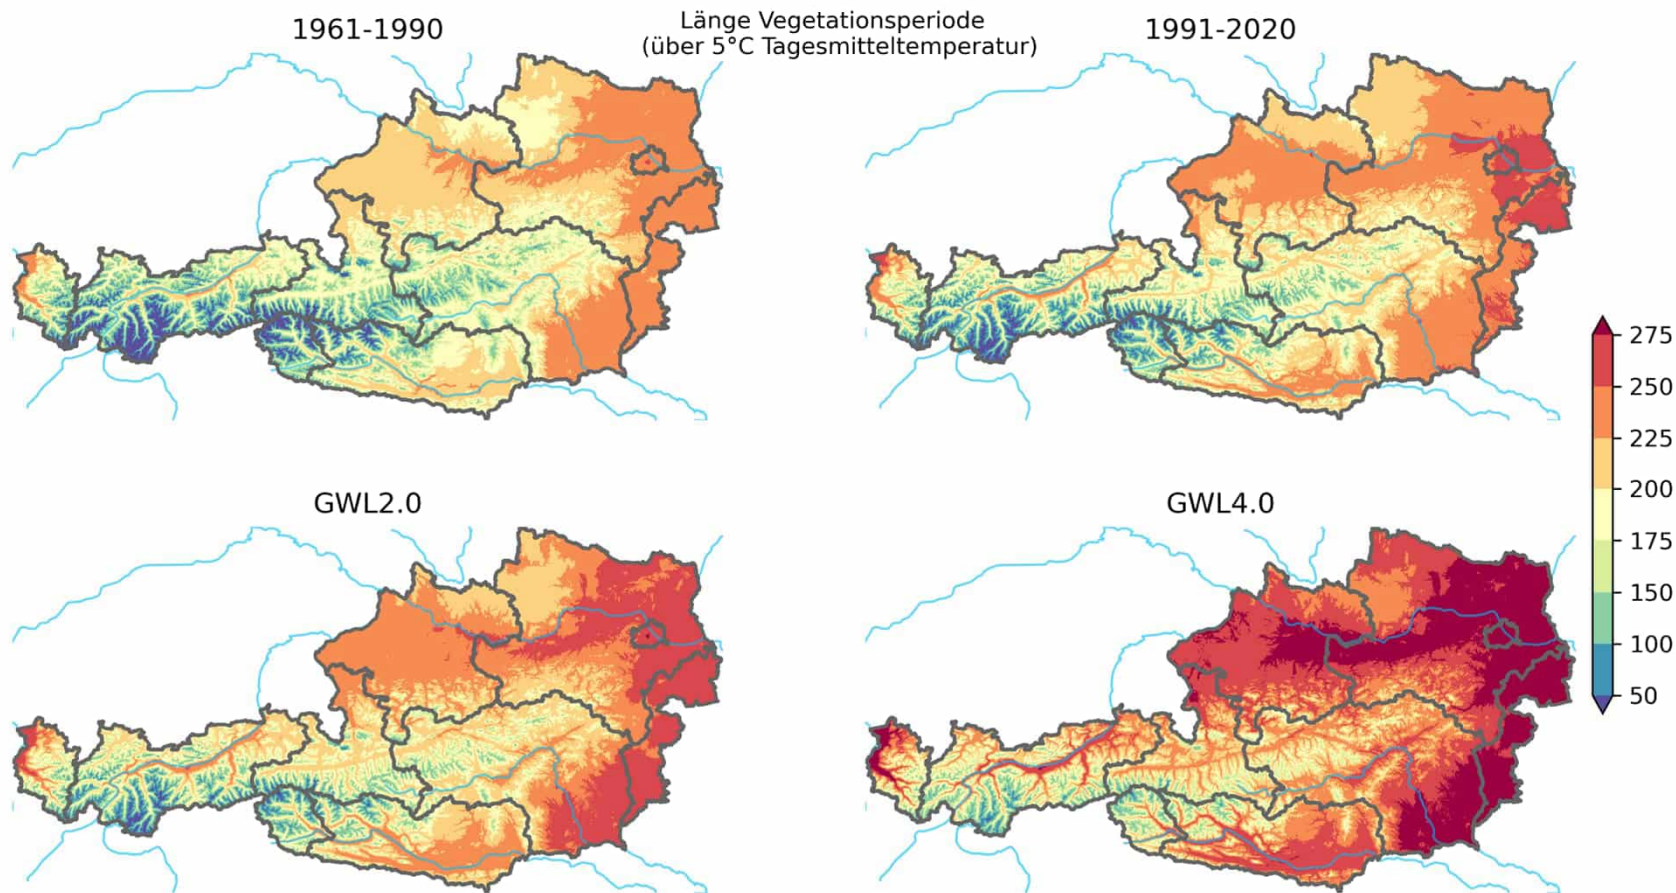 Länge Vegetationsperiode
(über 5°C Tagesmitteltemperatur)
1961-1990
1991-2020
GWL2.0
GWL4.0
275
250
225
200
175
150
100
50